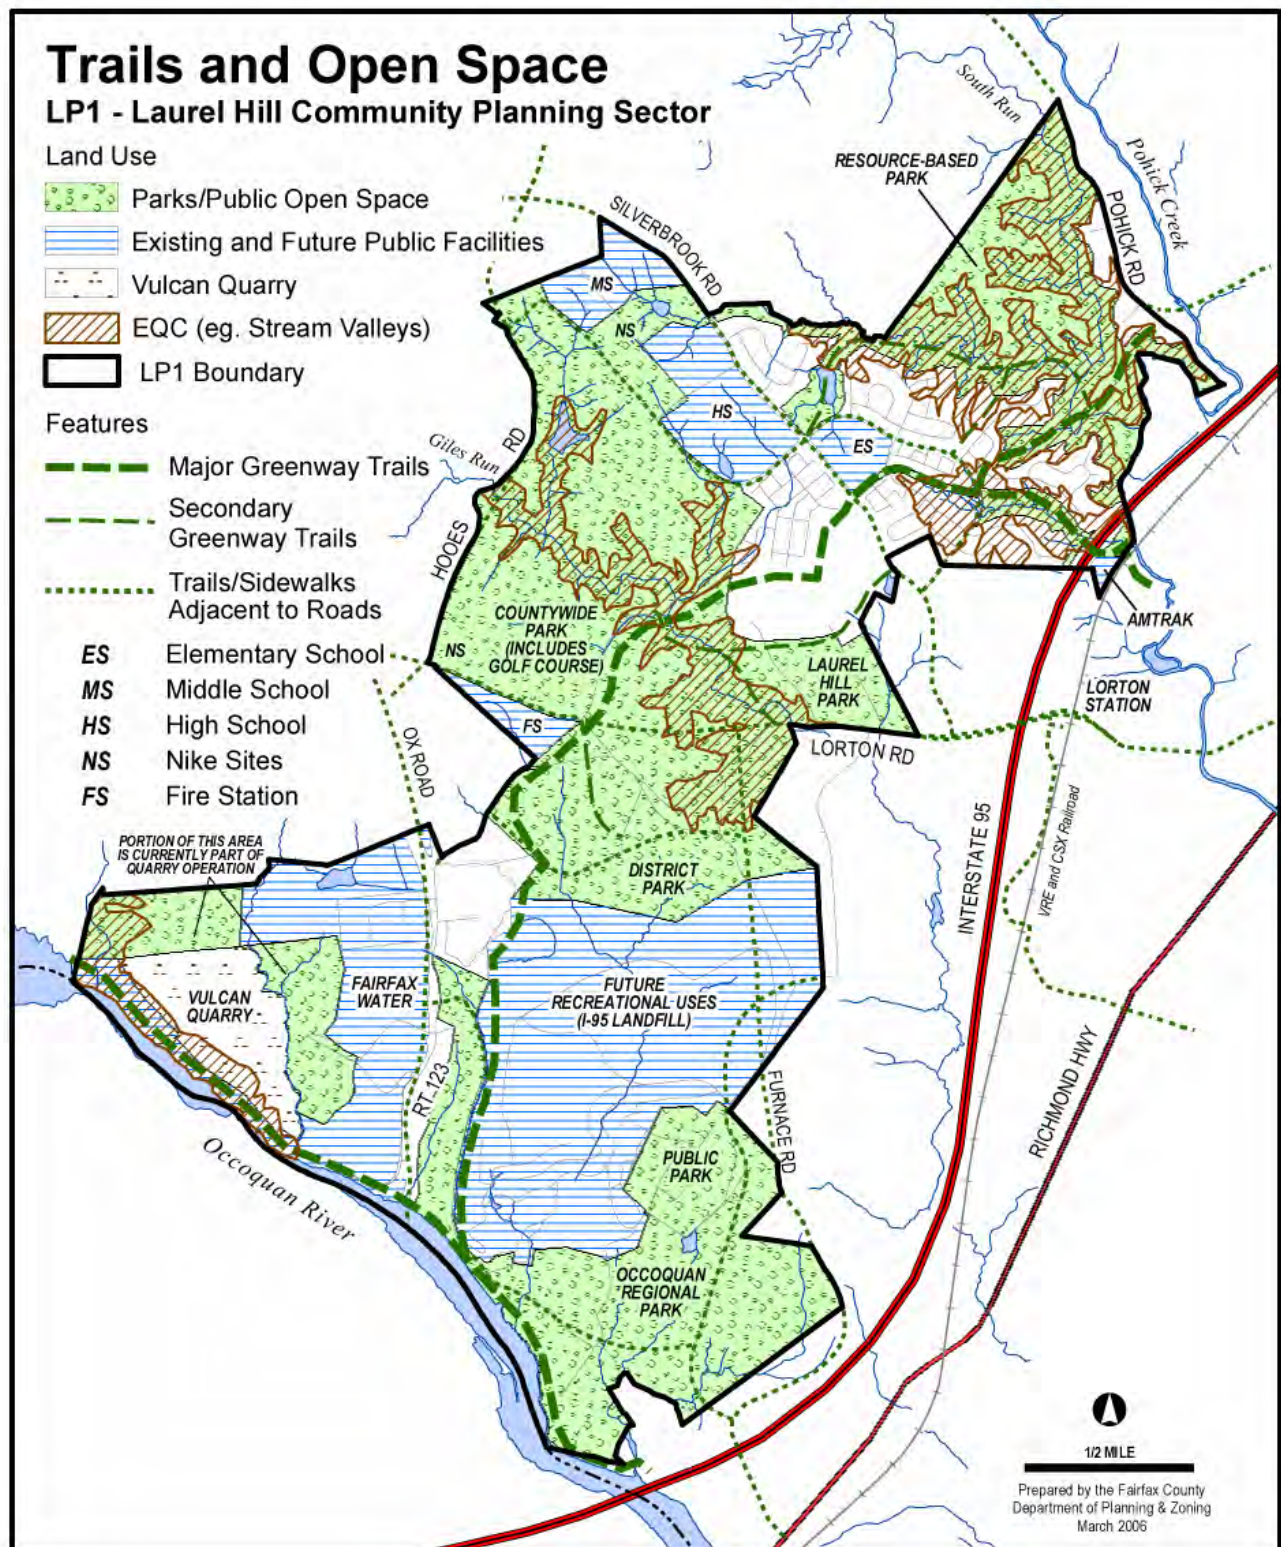 Trails and Open Space
LP1 - Laurel Hill Community Planning Sector
Land Use
Parks/Public Open Space
Existing and Future Public Facilities
Vulcan Quarry
EQC (eg. Stream Valleys)
LP1 Boundary
Features
Major Greenway Trails
Secondary
Greenway Trails
Trails/Sidewalks
Adjacent to Roads
ES Elementary School
MS Middle School
HS High School
NS Nike Sites
FS Fire Station
South Run
Pohick Creek
RESOURCE-BASED
PARK
POHICK RD
SILVERBROOK RD
MS
NS
HS
ES
Giles Run
HOOES
RD
COUNTYWIDE
PARK
(INCLUDES
GOLF COURSE)
NS
LAUREL
HILL
PARK
AMTRAK
LORTON
STATION
FS
LORTON RD
OX ROAD
INTERSTATE 95
VRE and CSX Railroad
PORTION OF THIS AREA
IS CURRENTLY PART OF
QUARRY OPERATION
DISTRICT
PARK
VULCAN
QUARRY
FAIRFAX
WATER
FUTURE
RECREATIONAL USES
(I-95 LANDFILL)
RT-123
FURNACE RD
RICHMOND HWY
PUBLIC
PARK
Occoquan River
OCCOQUAN
REGIONAL
PARK
1/2 MILE
Prepared by the Fairfax County
Department of Planning & Zoning
March 2006